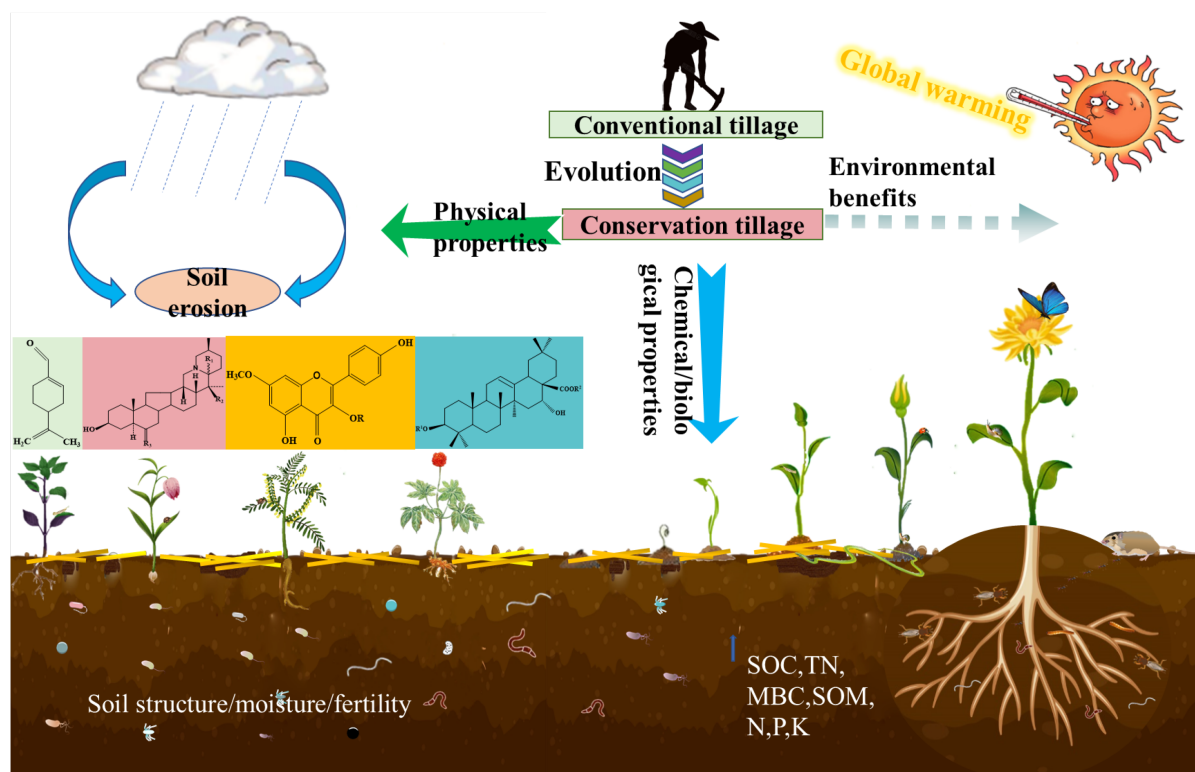 Conventional tillage
Global warming
Evolution
Environmental
benefits
Physical
properties
Conservation tillage
Soil
erosion
Chemical/biolo
gical properties
O
H₂C
CH₃
R₁
N
H
H
H
R₂
HO
H
R₃
OH
H₃CO
O
OR
OH
O
COOR²
OH
R¹O
SOC,TN,
MBC,SOM,
N,P,K
Soil structure/moisture/fertility